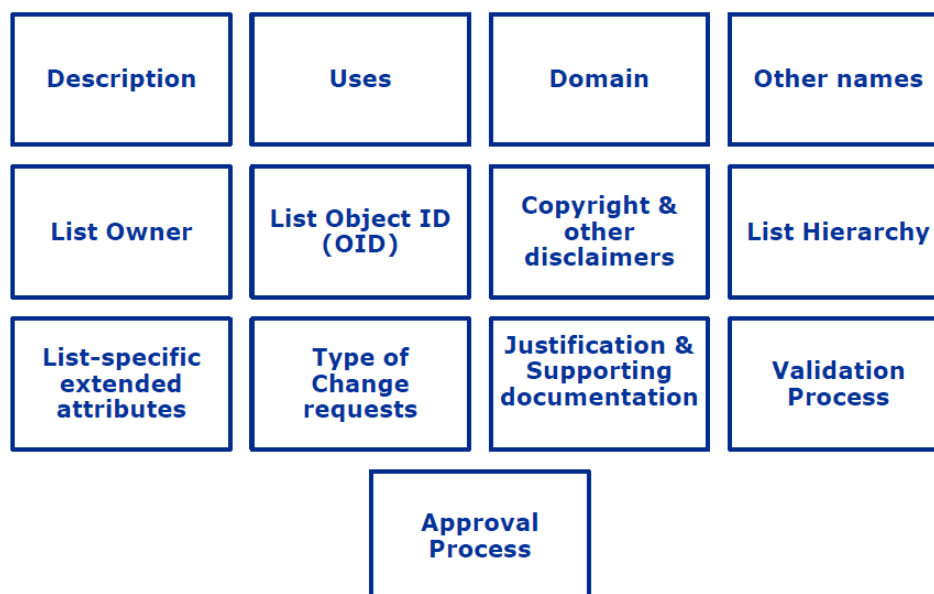 Description
Uses
Domain
Other names
List Owner
List Object ID
(OID)
Copyright &
other
disclaimers
List Hierarchy
List-specific
extended
attributes
Type of
Change
requests
Justification &
Supporting
documentation
Validation
Process
Approval
Process